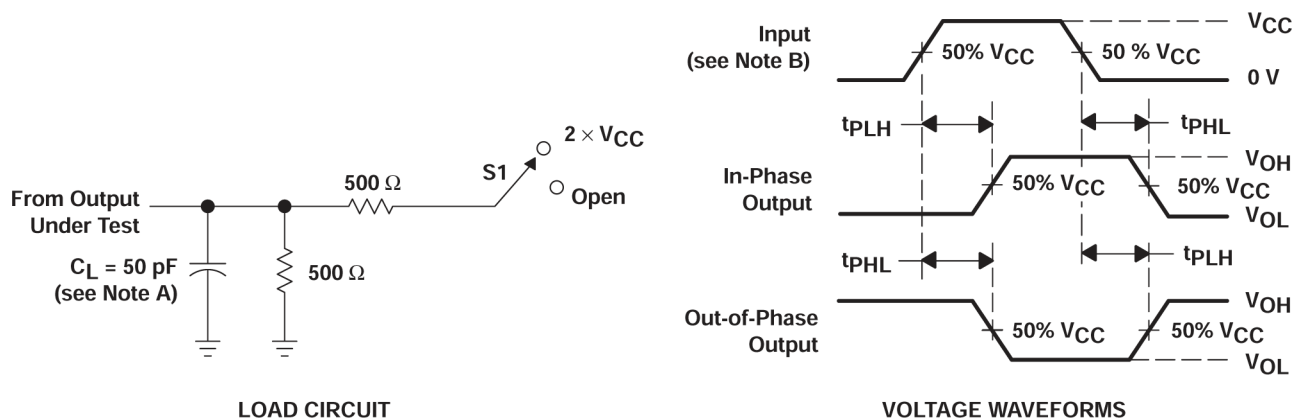 From Output
Under Test
C_L = 50 pF
(see Note A)
500 Ω
500 Ω
S1
2 × V_CC
Open
LOAD CIRCUIT
Input
(see Note B)
50% V_CC
50 % V_CC
V_CC
0 V
t_PLH
t_PHL
In-Phase
Output
50% V_CC
50% V_CC
V_OH
V_OL
t_PHL
t_PLH
Out-of-Phase
Output
50% V_CC
50% V_CC
V_OH
V_OL
VOLTAGE WAVEFORMS